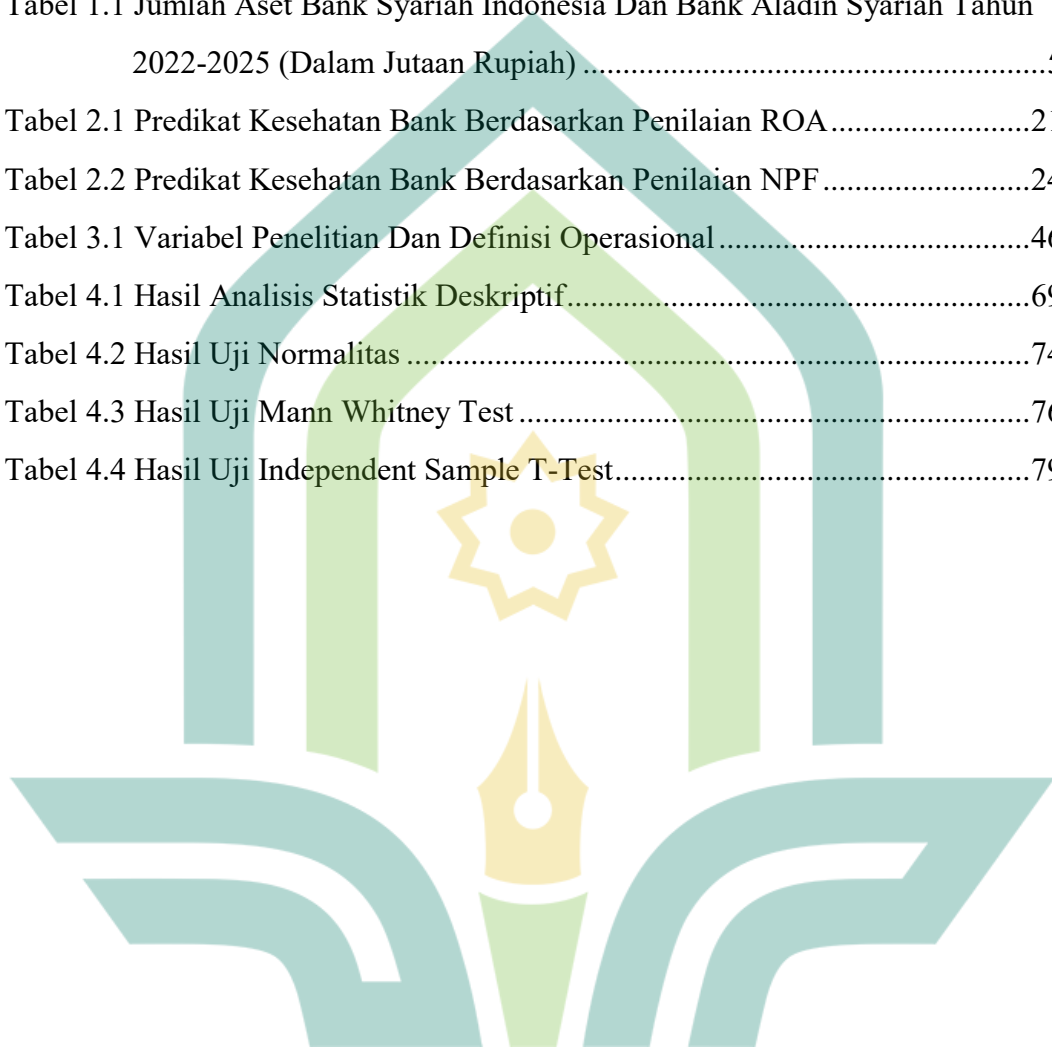 Tabel 1.1 Jumlah Aset Bank Syariah Indonesia Dan Bank Aladin Syariah Tahun
2022-2025 (Dalam Jutaan Rupiah) ............................................................
Tabel 2.1 Predikat Kesehatan Bank Berdasarkan Penilaian ROA..........................
Tabel 2.2 Predikat Kesehatan Bank Berdasarkan Penilaian NPF...........................
Tabel 3.1 Variabel Penelitian Dan Definisi Operasional........................................
Tabel 4.1 Hasil Analisis Statistik Deskriptif...........................................................
Tabel 4.2 Hasil Uji Normalitas ................................................................................
Tabel 4.3 Hasil Uji Mann Whitney Test .................................................................
Tabel 4.4 Hasil Uji Independent Sample T-Test.....................................................